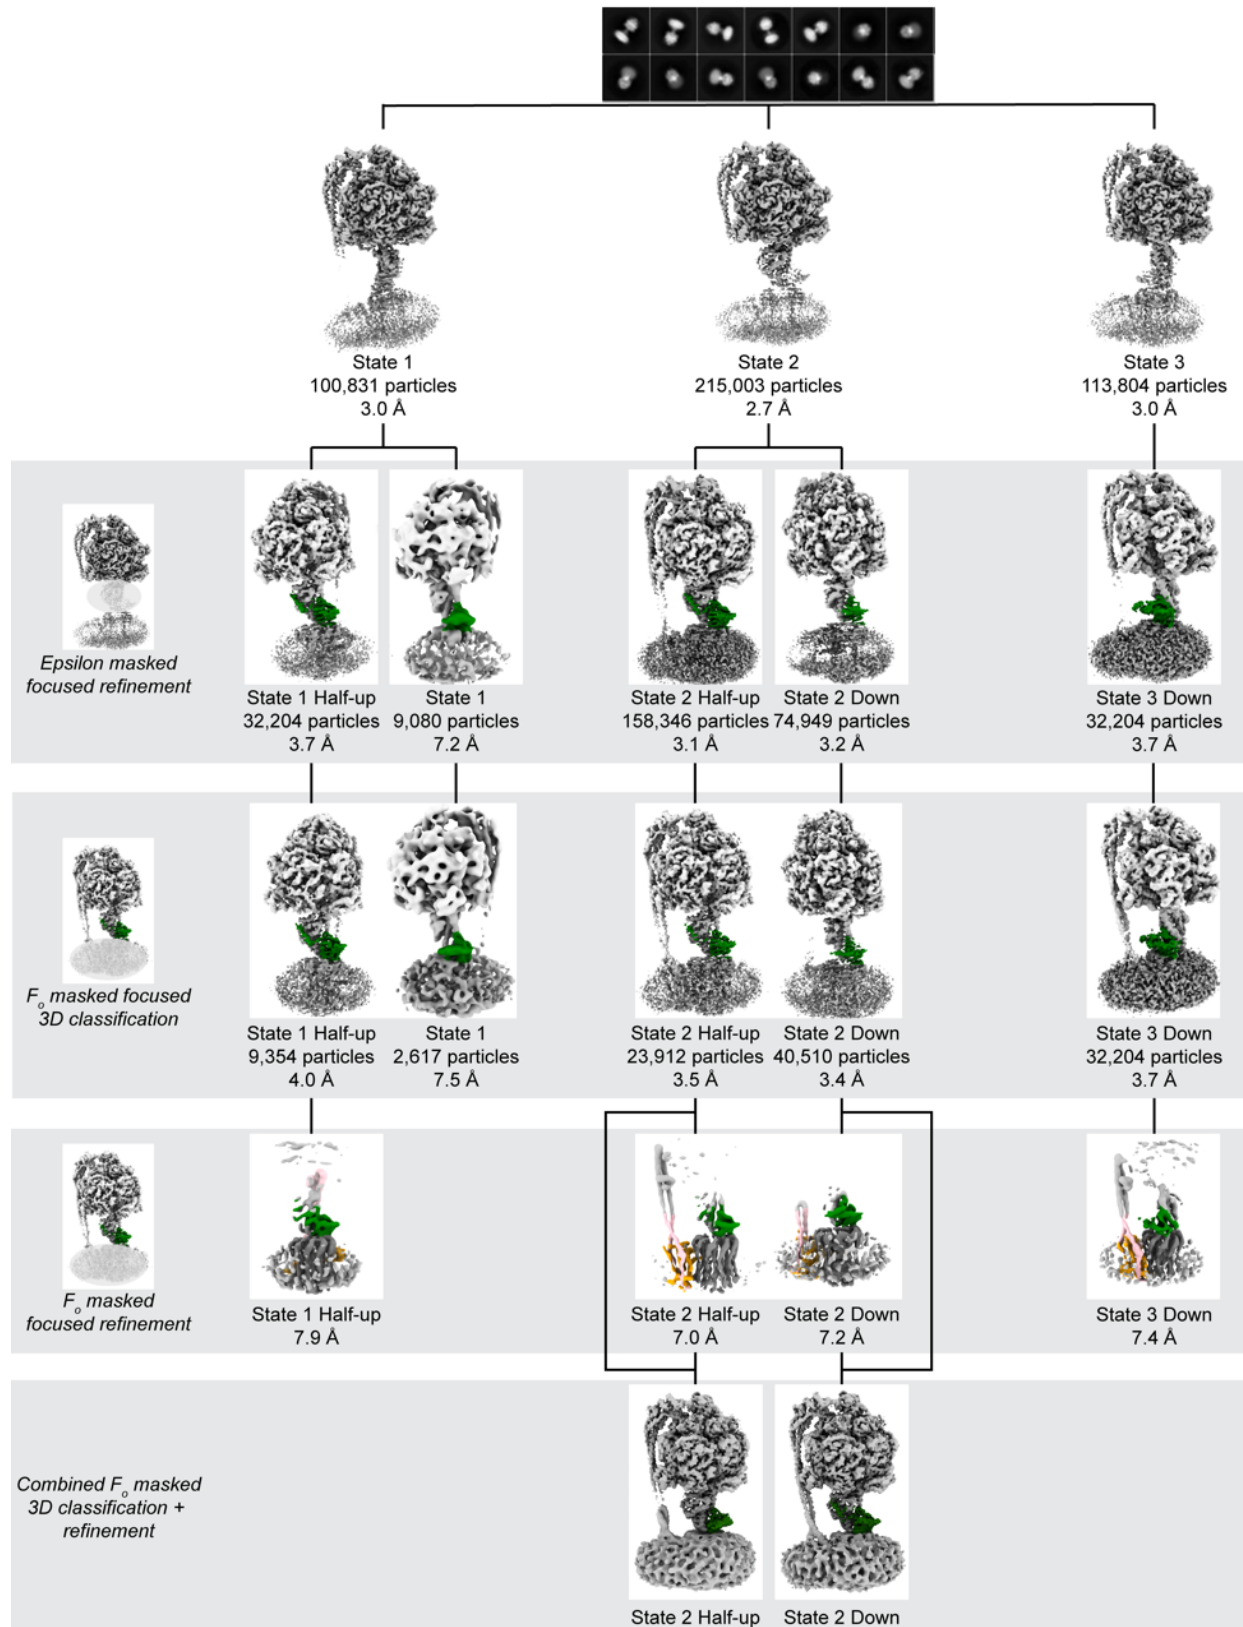 State 1
100,831 particles
3.0 Å
State 2
215,003 particles
2.7 Å
State 3
113,804 particles
3.0 Å
Epsilon masked
focused refinement
State 1 Half-up
32,204 particles
3.7 Å
State 1
9,080 particles
7.2 Å
State 2 Half-up
158,346 particles
3.1 Å
State 2 Down
74,949 particles
3.2 Å
State 3 Down
32,204 particles
3.7 Å
Fo masked focused
3D classification
State 1 Half-up
9,354 particles
4.0 Å
State 1
2,617 particles
7.5 Å
State 2 Half-up
23,912 particles
3.5 Å
State 2 Down
40,510 particles
3.4 Å
State 3 Down
32,204 particles
3.7 Å
Fo masked
focused refinement
State 1 Half-up
7.9 Å
State 2 Half-up
7.0 Å
State 2 Down
7.2 Å
State 3 Down
7.4 Å
Combined Fo masked
3D classification +
refinement
State 2 Half-up
State 2 Down